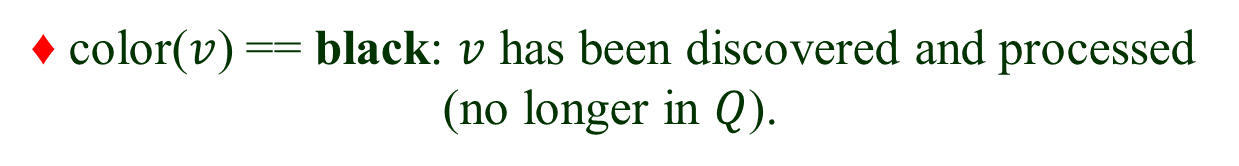 ♦ color(𝑣) == black: 𝑣 has been discovered and processed
(no longer in 𝑄).